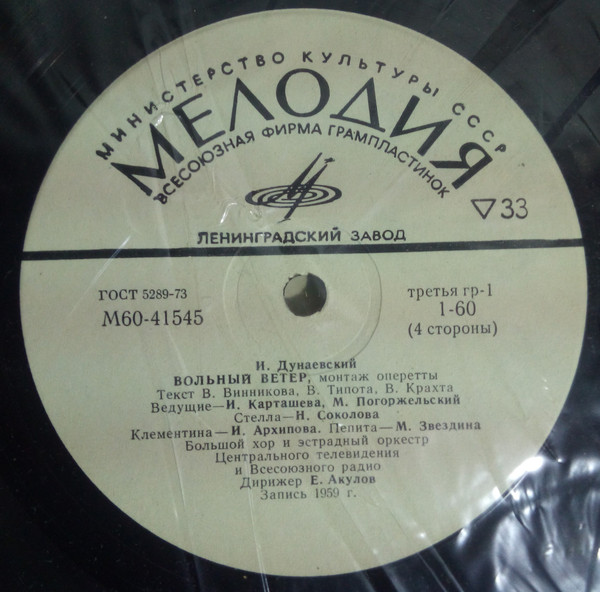 МИНИСТЕРСТВО КУЛЬТУРЫ СССР
МЕЛОДИЯ
ВСЕСОЮЗНАЯ ФИРМА ГРАМПЛАСТИНОК
▽33
ЛЕНИНГРАДСКИЙ ЗАВОД
ГОСТ 5289-73
М60-41545
третья гр-1
1-60
(4 стороны)
И. Дунаевский
ВОЛЬНЫЙ ВЕТЕР, монтаж оперетты
Текст В. Винникова, В. Типота, В. Крахта
Ведущие—И. Карташева, М. Погоржельский
Стелла—Н. Соколова
Клементина—И. Архипова. Пепита—М. Звездина
Большой хор и эстрадный оркестр
Центрального телевидения
и Всесоюзного радио
Дирижер Е. Акулов
Запись 1959 г.